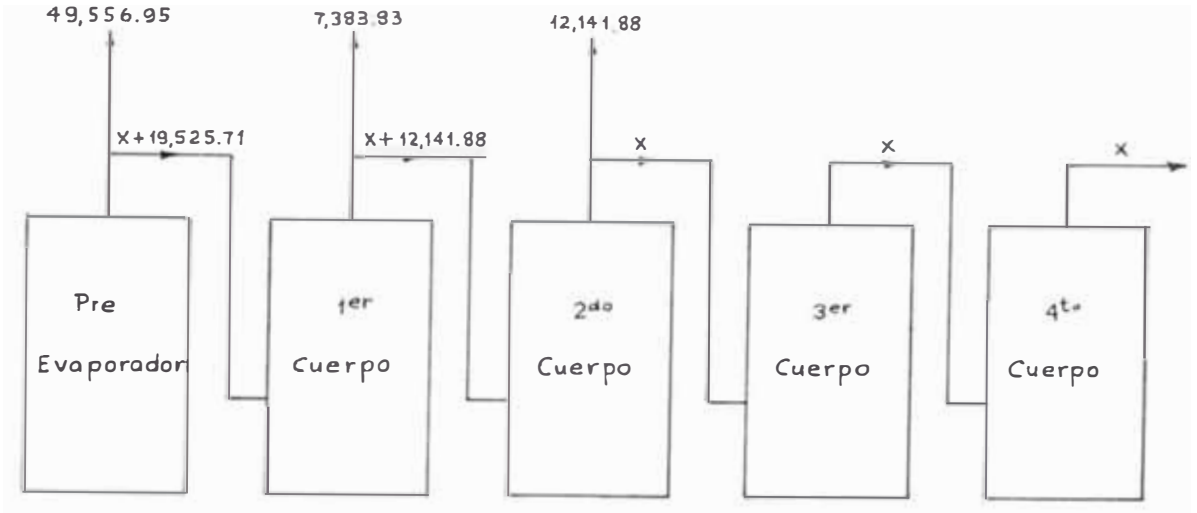 49,556.95
7,383.83
12,141.88
X+19,525.71
X+12,141.88
X
X
X
Pre
Evaporador
1er
Cuerpo
2do
Cuerpo
3er
Cuerpo
4to
Cuerpo